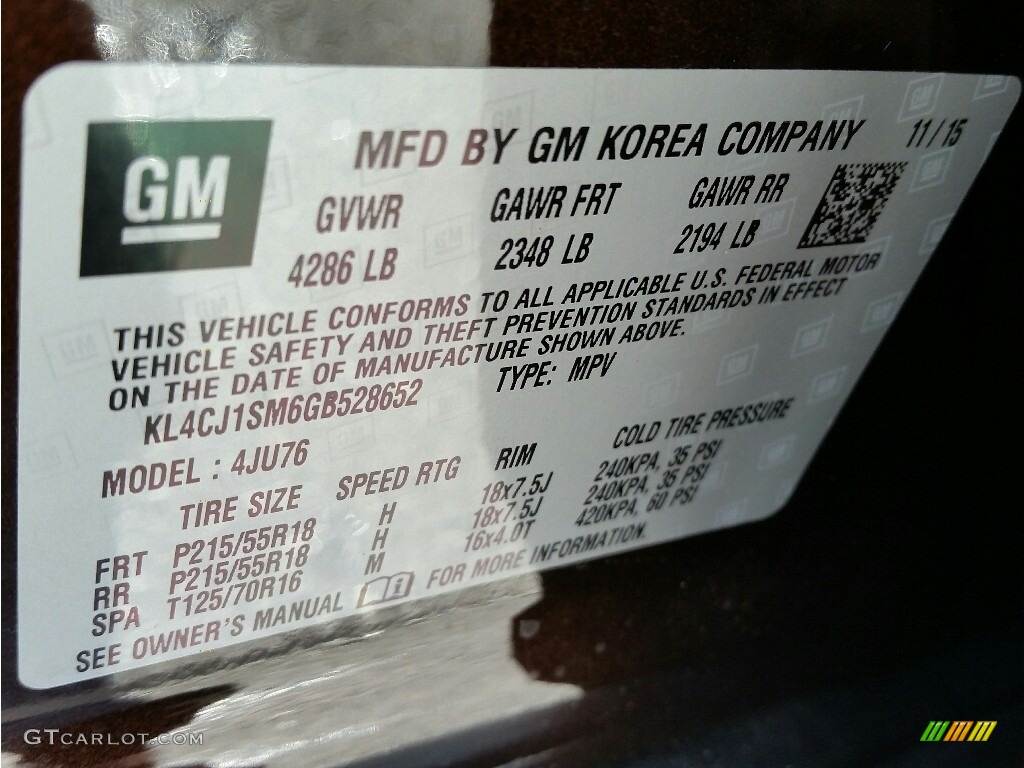 GM
MFD BY GM KOREA COMPANY 11/15
GVWR GAWR FRT GAWR RR
4286 LB 2348 LB 2194 LB
THIS VEHICLE CONFORMS TO ALL APPLICABLE U.S. FEDERAL MOTOR
VEHICLE SAFETY AND THEFT PREVENTION STANDARDS IN EFFECT
ON THE DATE OF MANUFACTURE SHOWN ABOVE.
KL4CJ1SM6GB528652 TYPE: MPV
MODEL : 4JU76
TIRE SIZE SPEED RTG RIM COLD TIRE PRESSURE
FRT P215/55R18 H 18x7.5J 240KPA, 35 PSI
RR P215/55R18 H 18x7.5J 240KPA, 35 PSI
SPA T125/70R16 M 16x4.0T 420KPA, 60 PSI
SEE OWNER'S MANUAL FOR MORE INFORMATION.
GTCARLOT.COM